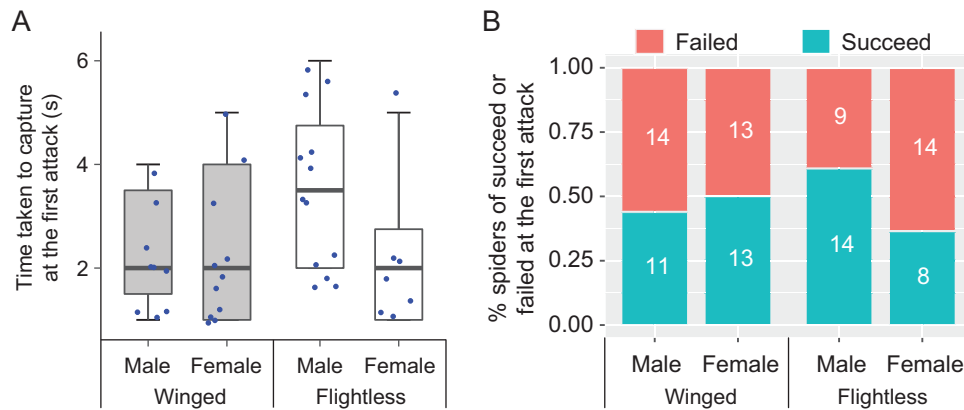 A
Time taken to capture
at the first attack (s)
6
4
2
Male Female Male Female
Winged Flightless
B
Failed Succeed
% spiders of succeed or
failed at the first attack
1.00
0.75
0.50
0.25
0.00
14 13 9 14
11 13 14 8
Male Female Male Female
Winged Flightless